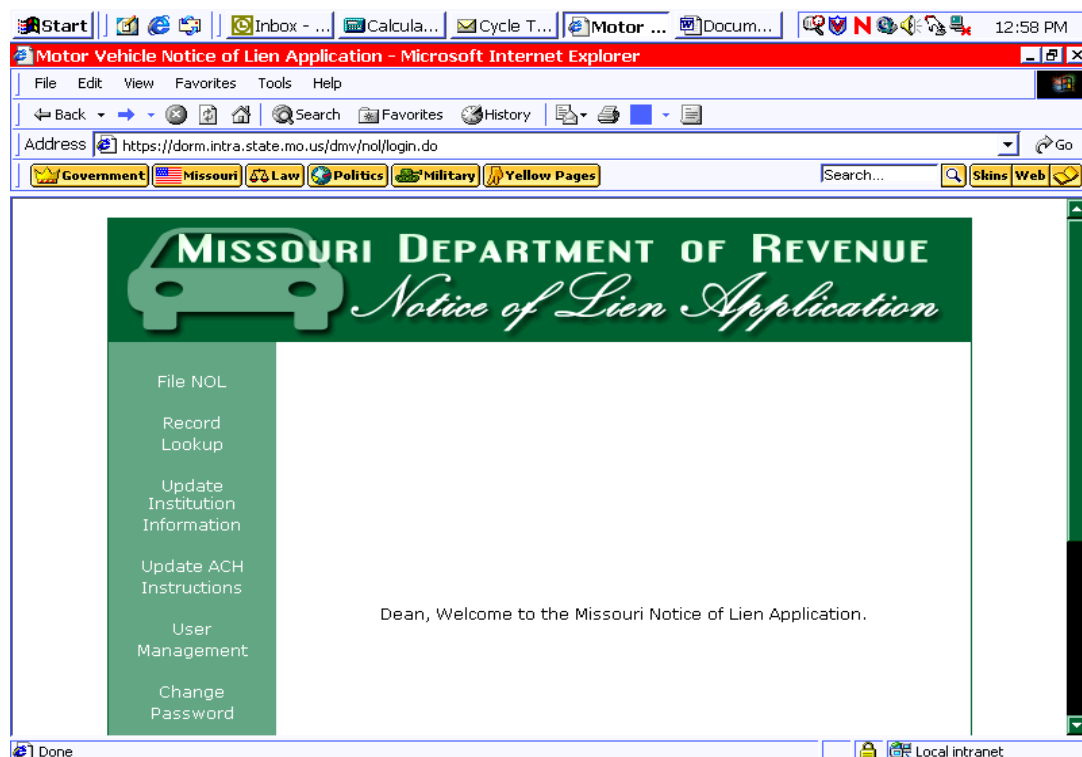 Start Inbox - ... Calcula... Cycle T... Motor ... Docum... 12:58 PM
Motor Vehicle Notice of Lien Application - Microsoft Internet Explorer
File Edit View Favorites Tools Help
Back Search Favorites History
Address https://dorm.intra.state.mo.us/dmv/nol/login.do Go
Government Missouri Law Politics Military Yellow Pages Search... Skins Web
MISSOURI DEPARTMENT OF REVENUE
Notice of Lien Application
File NOL
Record
Lookup
Update
Institution
Information
Update ACH
Instructions
Dean, Welcome to the Missouri Notice of Lien Application.
User
Management
Change
Password
Done Local intranet